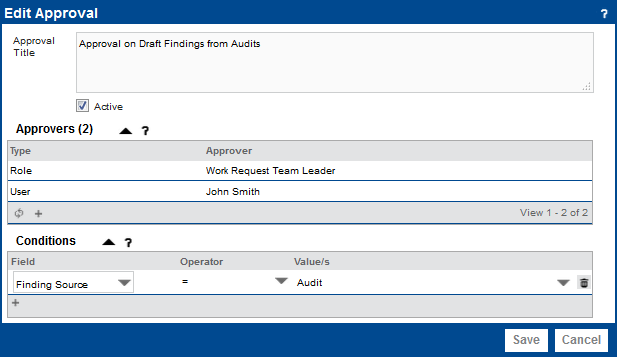 Edit Approval ?
Approval Title
Approval on Draft Findings from Audits
Active
Approvers (2) ?
Type Approver
Role Work Request Team Leader
User John Smith
+ View 1 - 2 of 2
Conditions ?
Field Operator Value/s
Finding Source = Audit
+
Save Cancel